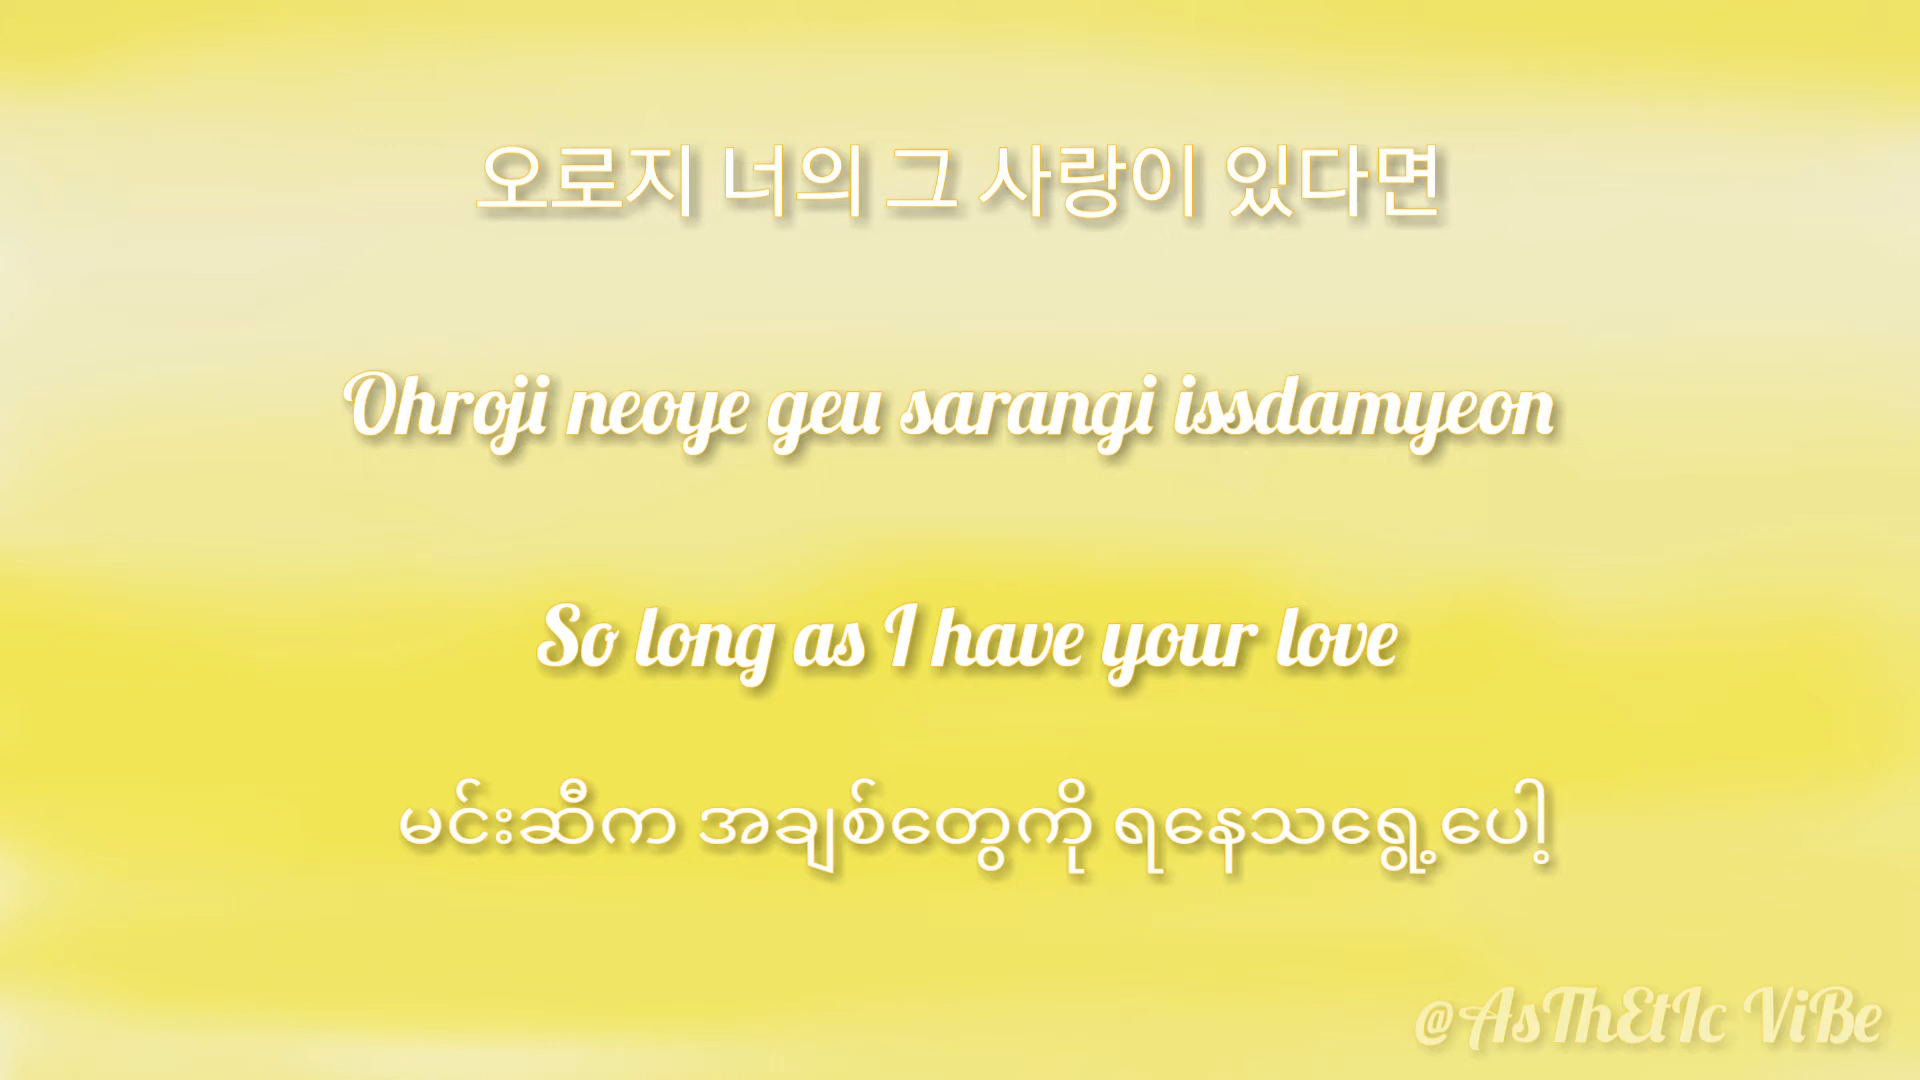 오로지 너의 그 사랑이 있다면
Ohroji neoye geu sarangi issdamyeon
So long as I have your love
မင်းဆီက အချစ်တွေကို ရနေသရွေ့ပေါ့
@AsThEtIc ViBe